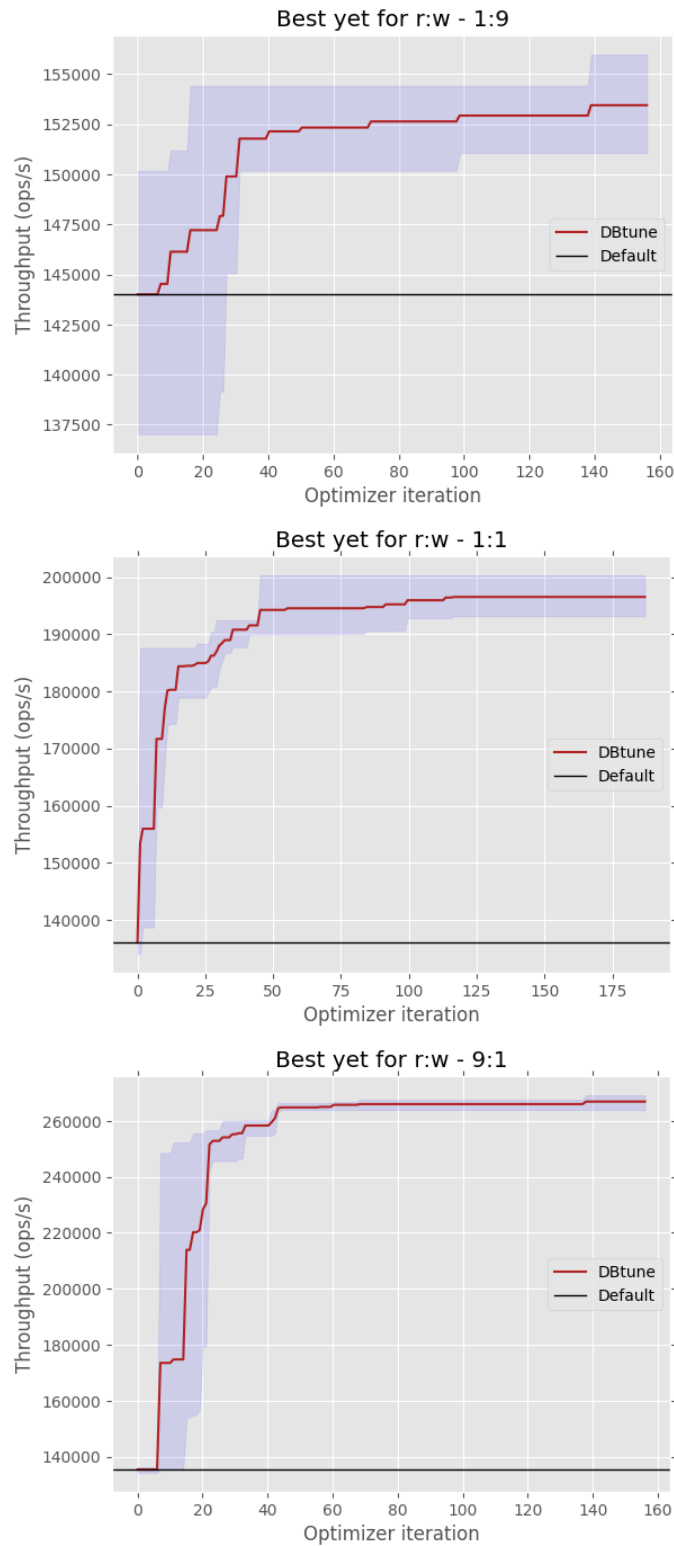 Best yet for r:w - 1:9
Throughput (ops/s)
155000
152500
150000
147500
145000
142500
140000
137500
DBtune
Default
0 20 40 60 80 100 120 140 160
Optimizer iteration
Best yet for r:w - 1:1
Throughput (ops/s)
200000
190000
180000
170000
160000
150000
140000
DBtune
Default
0 25 50 75 100 125 150 175
Optimizer iteration
Best yet for r:w - 9:1
Throughput (ops/s)
260000
240000
220000
200000
180000
160000
140000
DBtune
Default
0 20 40 60 80 100 120 140 160
Optimizer iteration